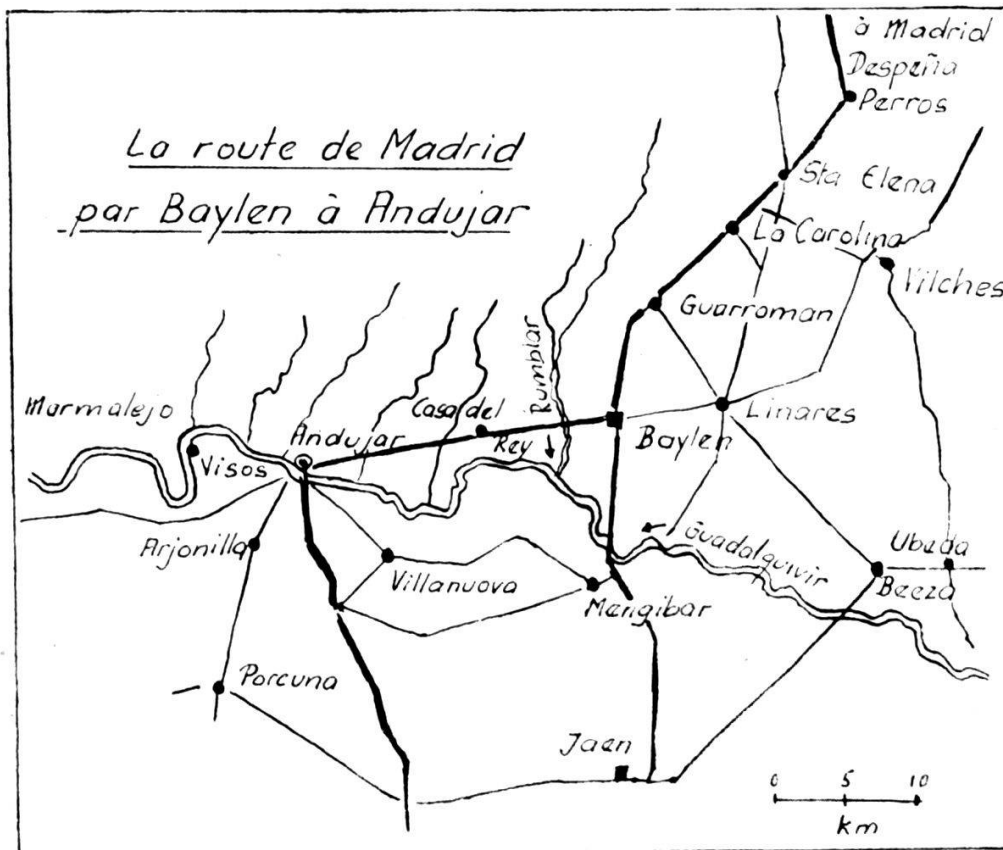 La route de Madrid
par Baylen à Andujar
à Madrid
Despeña
Perros
Sta Elena
La Carolina
Vilches
Guarroman
Rumblar
Marmalejo
Casa del
Rey
Andujar
Visos
Baylen
Linares
Arjonilla
Villanuova
Mengibar
Guadalquivir
Ubeda
Beeza
Porcuna
Jaen
0 5 10
km